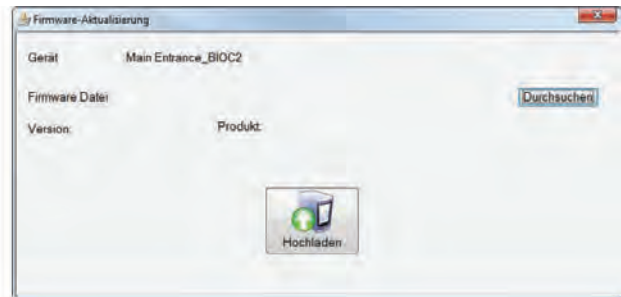 Firmware-Aktualisierung
Gerät Main Entrance_BIOC2
Firmware Datei
Durchsuchen
Version: Produkt:
Hochladen